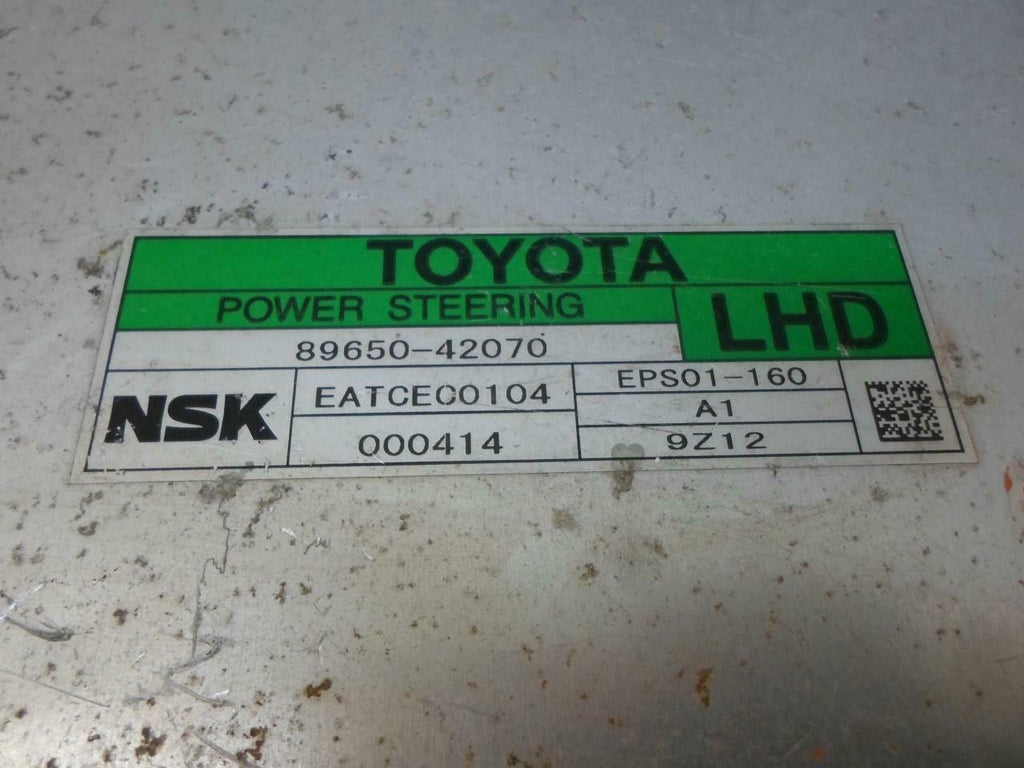 TOYOTA
POWER STEERING
LHD
89650-42070
NSK
EATCEC0104
000414
EPS01-160
A1
9Z12